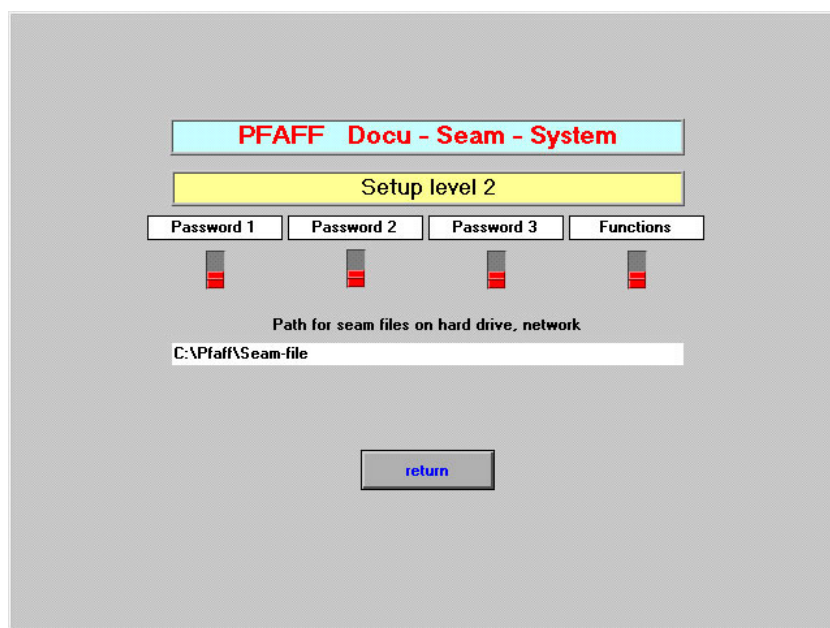 PFAFF Docu - Seam - System
Setup level 2
Password 1 Password 2 Password 3 Functions
Path for seam files on hard drive, network
C:\Pfaff\Seam-file
return